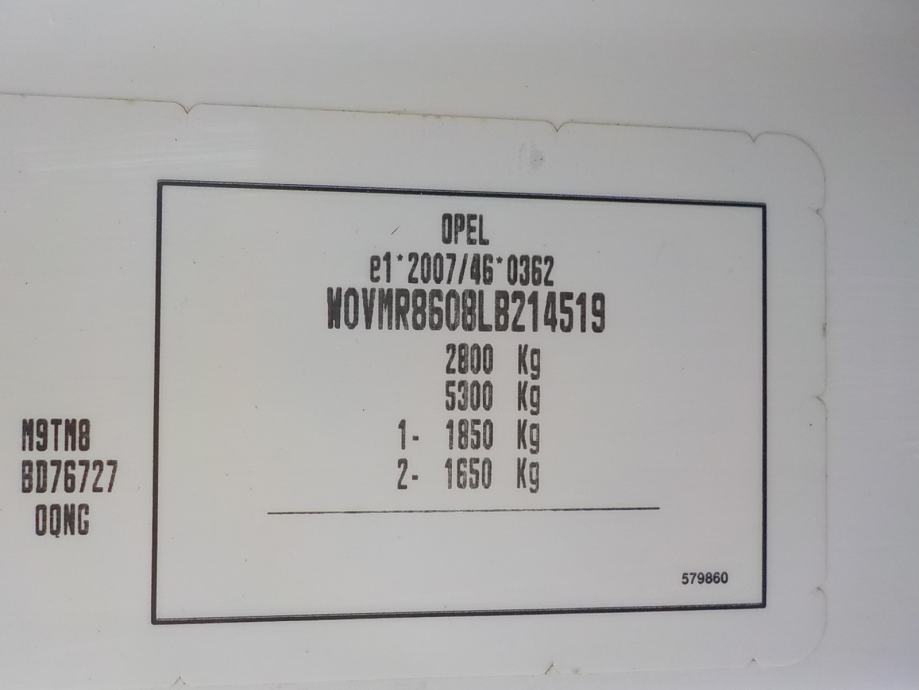 OPEL
e1*2007/46*0362
W0VMR8608LB214519
2800 Kg
5300 Kg
1- 1850 Kg
2- 1650 Kg
M9TM8
BD76727
0QNG
579860